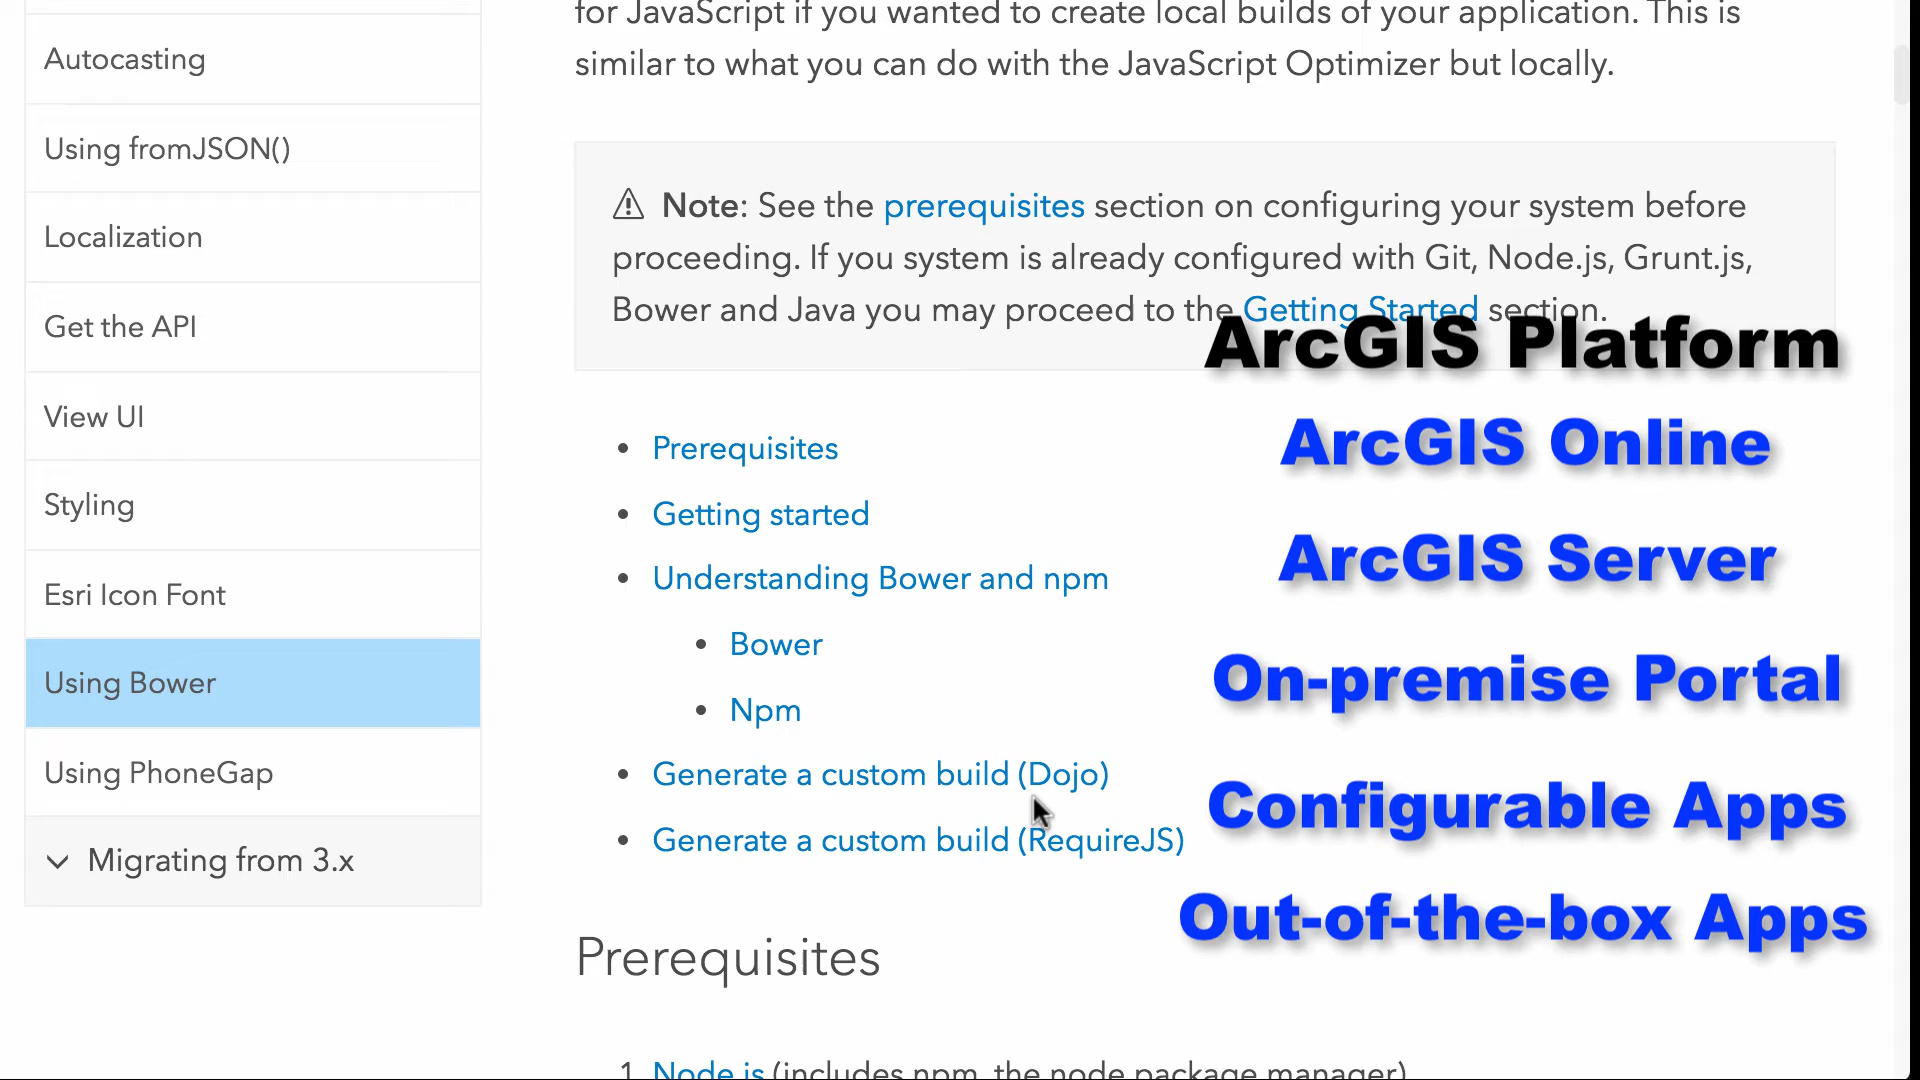 for JavaScript if you wanted to create local builds of your application. This is
similar to what you can do with the JavaScript Optimizer but locally.
Autocasting
Using fromJSON()
Localization
Get the API
View UI
Styling
Esri Icon Font
Using Bower
Using PhoneGap
Migrating from 3.x
Note: See the prerequisites section on configuring your system before
proceeding. If you system is already configured with Git, Node.js, Grunt.js,
Bower and Java you may proceed to the Getting Started section.
• Prerequisites
• Getting started
• Understanding Bower and npm
• Bower
• Npm
• Generate a custom build (Dojo)
• Generate a custom build (RequireJS)
Prerequisites
1. Node.js (includes npm, the node package manager)
ArcGIS Platform
ArcGIS Online
ArcGIS Server
On-premise Portal
Configurable Apps
Out-of-the-box Apps